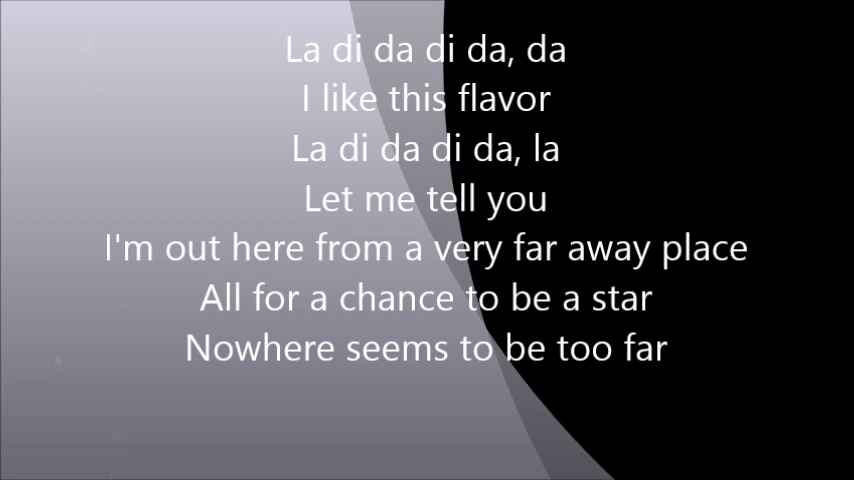 La di da di da, da
I like this flavor
La di da di da, la
Let me tell you
I'm out here from a very far away place
All for a chance to be a star
Nowhere seems to be too far